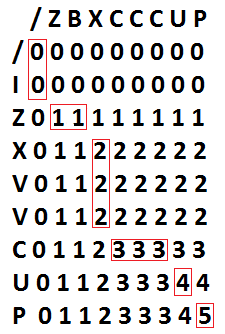 / Z B X C C C U P
/ 0 0 0 0 0 0 0 0 0
I 0 0 0 0 0 0 0 0 0
Z 0 1 1 1 1 1 1 1 1
X 0 1 1 2 2 2 2 2 2
V 0 1 1 2 2 2 2 2 2
V 0 1 1 2 2 2 2 2 2
C 0 1 1 2 3 3 3 3 3
U 0 1 1 2 3 3 3 4 4
P 0 1 1 2 3 3 3 4 5